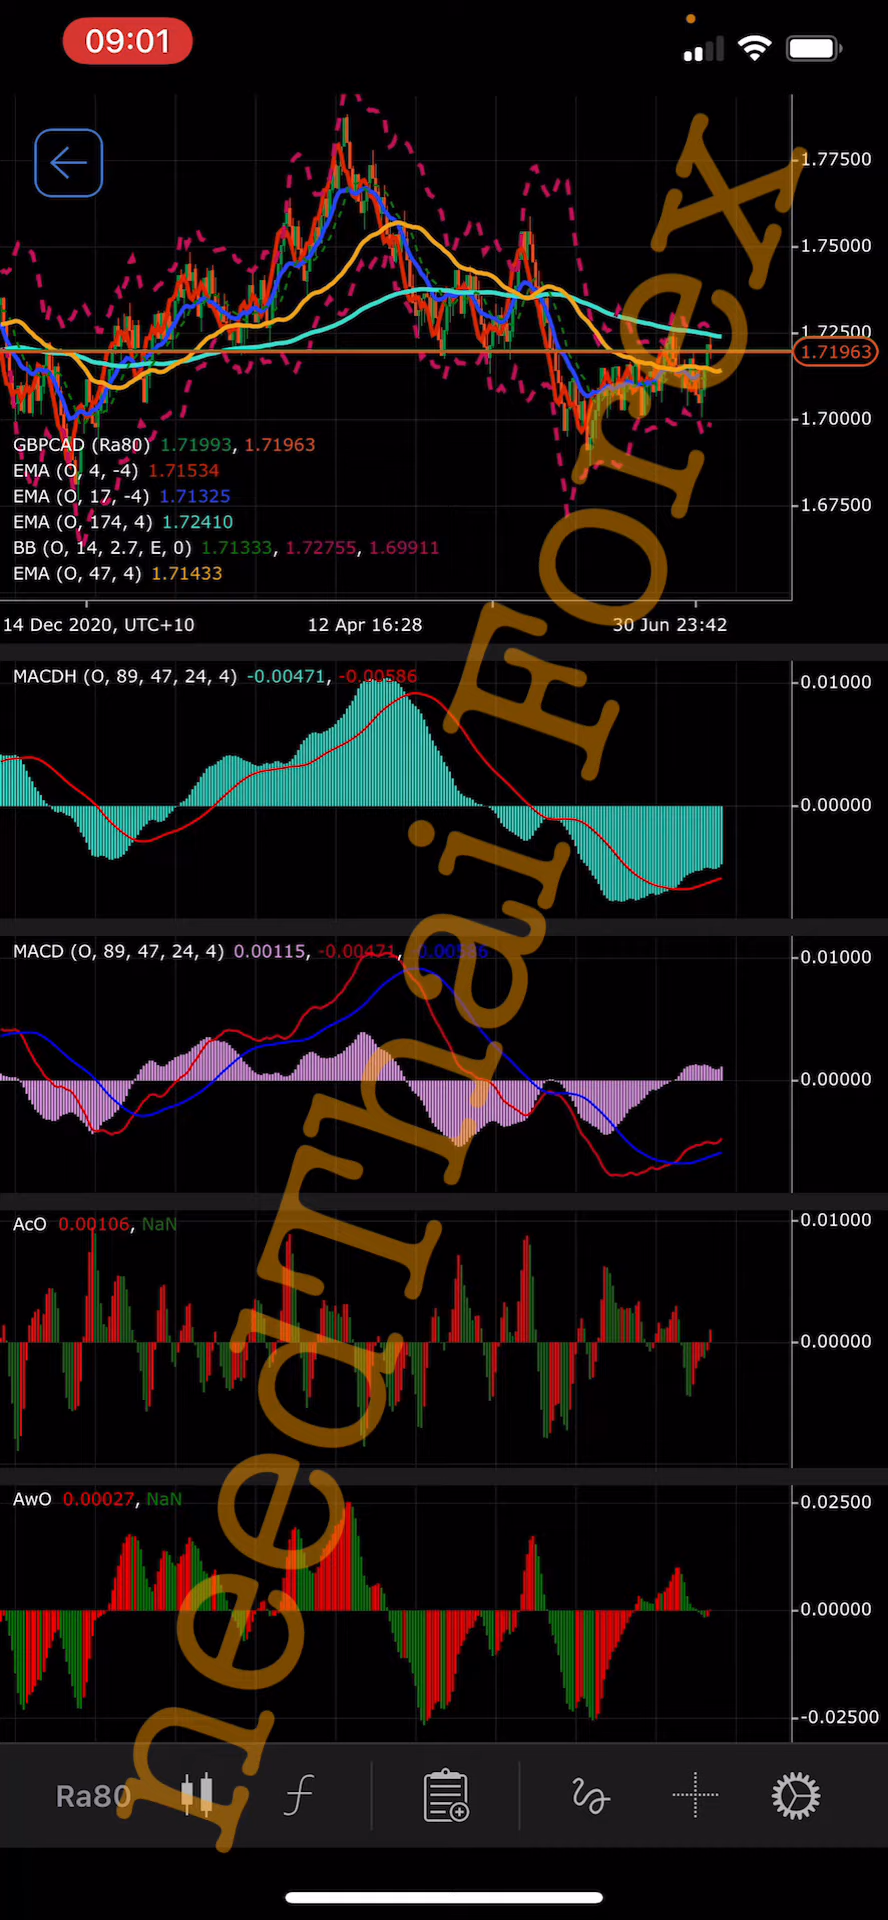 09:01
1.77500
1.75000
1.72500
1.71963
1.70000
1.67500
GBPCAD (Ra80) 1.71993, 1.71963
EMA (O, 4, -4) 1.71534
EMA (O, 17, -4) 1.71325
EMA (O, 174, 4) 1.72410
BB (O, 14, 2.7, E, 0) 1.71333, 1.72755, 1.69911
EMA (O, 47, 4) 1.71433
14 Dec 2020, UTC+10 12 Apr 16:28 30 Jun 23:42
MACDH (O, 89, 47, 24, 4) -0.00471, -0.00586
0.01000
0.00000
MACD (O, 89, 47, 24, 4) 0.00115, -0.00471, -0.00586
0.01000
0.00000
AcO 0.00106, NaN
0.01000
0.00000
AwO 0.00027, NaN
0.02500
0.00000
-0.02500
neeqThai Forex
Ra80